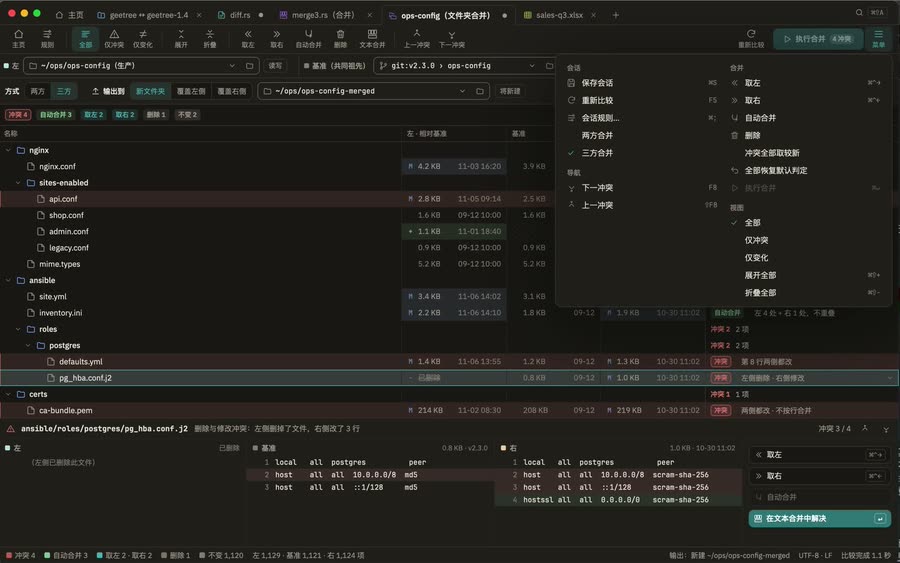 主页
geetree ↔ geetree-1.4 ×
diff.rs
merge3.rs（合并） ×
ops-config（文件夹合并）
sales-q3.xlsx ×
主页 规则 全部 仅冲突 仅变化 展开 折叠 取左 取右 自动合并 删除 文本合并 上一冲突 下一冲突 重新比较 执行合并 4 冲突 菜单
左 ~/ops/ops-config (生产) 读写 基准（共同祖先） git:v2.3.0 › ops-config
方式 两方 三方 输出到 新文件夹 覆盖左侧 覆盖右侧 ~/ops/ops-config-merged 将新建
冲突 4 自动合并 3 取左 2 取右 2 删除 1 不变 2
名称 左 · 相对基准 基准
nginx
nginx.conf M 4.2 KB 11-03 16:20 3.9 KB
sites-enabled
api.conf M 2.8 KB 11-05 09:14 2.5 KB
shop.conf 1.6 KB 09-12 10:00 1.6 KB
admin.conf + 1.1 KB 11-01 18:40
legacy.conf 0.9 KB 09-12 10:00 0.9 KB
mime.types 5.2 KB 09-12 10:00 5.2 KB
ansible
site.yml M 3.4 KB 11-06 14:02 3.1 KB
inventory.ini M 2.2 KB 11-06 14:10 1.8 KB 09-12 M 1.9 KB 10-30 11:02 自动合并 左 4 处 + 右 1 处，不重叠
roles 冲突 2 2 项
postgres 冲突 2 2 项
defaults.yml M 1.4 KB 11-06 13:55 1.2 KB 09-12 M 1.3 KB 10-30 11:02 冲突 第 8 行两侧都改
pg_hba.conf.j2 - 已删除 0.8 KB 09-12 M 1.0 KB 10-30 11:02 冲突 左侧删除 · 右侧修改
certs 冲突 1 1 项
ca-bundle.pem M 214 KB 11-02 08:30 208 KB 09-12 M 219 KB 10-30 11:02 冲突 两侧都改 · 不按行合并
会话
保存会话 ⌘S
重新比较 F5
会话规则… ⌘;
两方合并
三方合并
导航
下一冲突 F8
上一冲突 ⇧F8
合并
取左
取右
自动合并
删除
冲突全部取较新
全部恢复默认判定
执行合并
视图
全部
仅冲突
仅变化
展开全部
折叠全部
ansible/roles/postgres/pg_hba.conf.j2 删除与修改冲突：左侧删掉了文件，右侧改了 3 行 冲突 3 / 4
左 已删除
（左侧已删除此文件）
基准 0.8 KB · v2.3.0
1 local all postgres peer
2 host all all 10.0.0.0/8 md5
3 host all all ::1/128 md5
右 1.0 KB · 10-30 11:02
1 local all postgres peer
2 host all all 10.0.0.0/8 scram-sha-256
3 host all all ::1/128 scram-sha-256
4 hostssl all all 0.0.0.0/0 scram-sha-256
取左
取右
自动合并
在文本合并中解决
冲突 4 自动合并 3 取左 2 · 取右 2 删除 1 不变 1,120 左 1,129 · 基准 1,121 · 右 1,124 项 输出：新建 ~/ops/ops-config-merged UTF-8 · LF 比较完成 1.1 秒